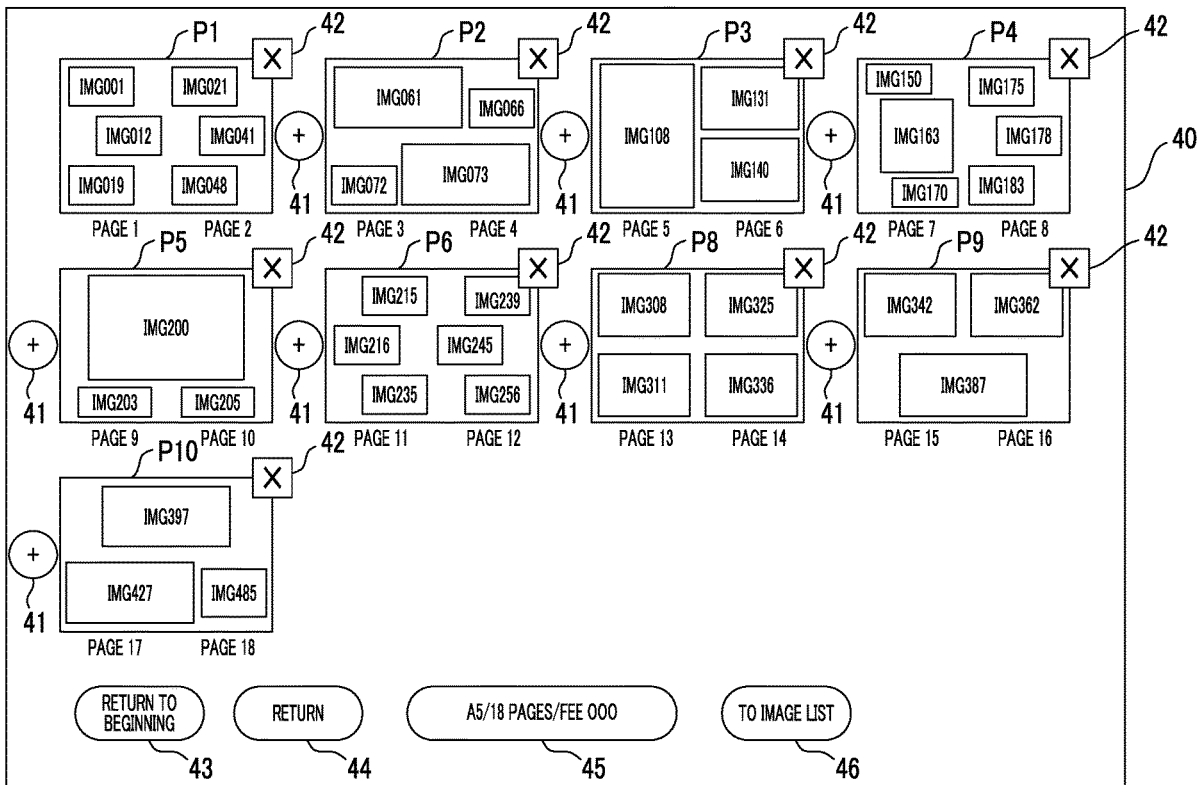 P1 42 P2 42 P3 42 P4 42
X X X X
IMG001 IMG021 IMG061 IMG066 IMG108 IMG131 IMG150 IMG175
IMG012 IMG041 + + + IMG163 IMG178 40
IMG019 IMG048 41 IMG072 IMG073 41 IMG140 41 IMG170 IMG183
PAGE 1 PAGE 2 PAGE 3 PAGE 4 PAGE 5 PAGE 6 PAGE 7 PAGE 8
P5 42 P6 42 P8 42 P9 42
X X X X
IMG200 IMG215 IMG239 IMG308 IMG325 IMG342 IMG362
+ + IMG216 IMG245 + +
41 IMG203 IMG205 41 IMG235 IMG256 41 IMG311 IMG336 41 IMG387
PAGE 9 PAGE 10 PAGE 11 PAGE 12 PAGE 13 PAGE 14 PAGE 15 PAGE 16
P10 42
X
IMG397
+
41 IMG427 IMG485
PAGE 17 PAGE 18
RETURN TO
BEGINNING
RETURN
A5/18 PAGES/FEE OOO
TO IMAGE LIST
43 44 45 46